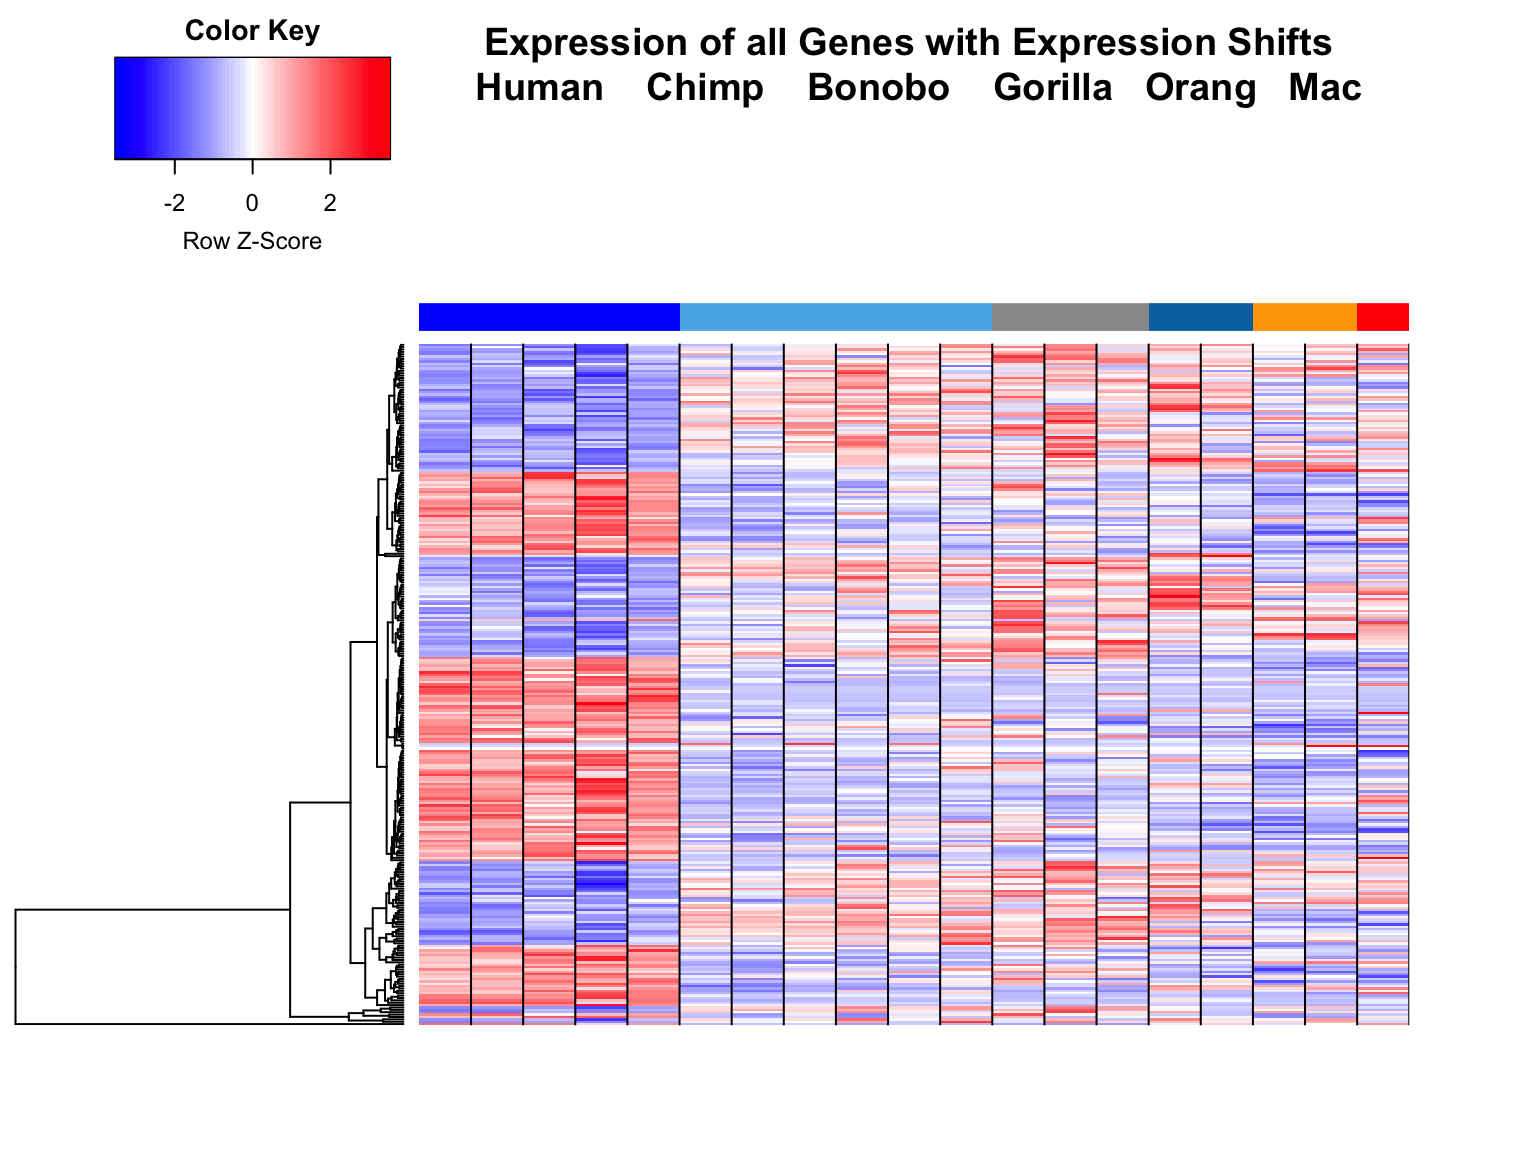 Color Key
-2 0 2
Row Z-Score
Expression of all Genes with Expression Shifts
Human Chimp Bonobo Gorilla Orang Mac